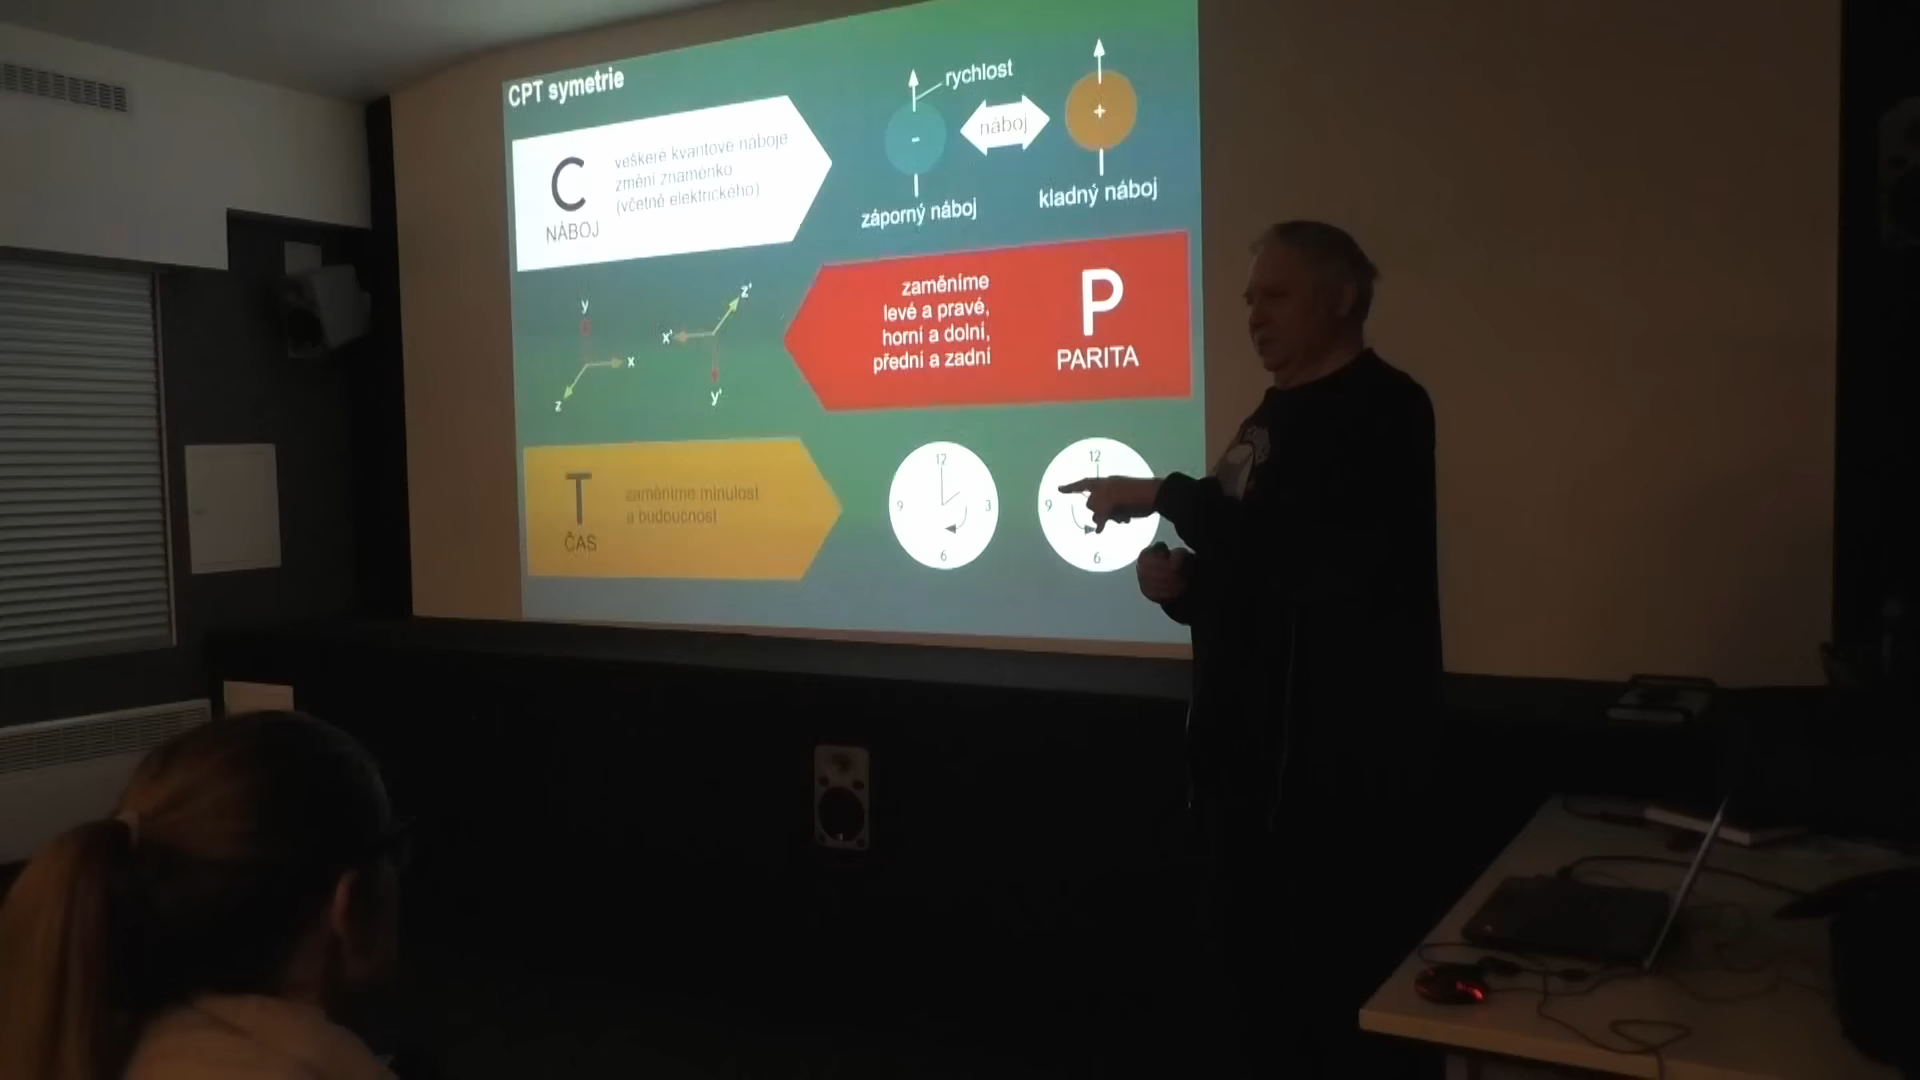 CPT symetrie
C
NÁBOJ
veškeré kvantové náboje
změní znaménko
(včetně elektrického)
rychlost
-
náboj
+
záporný náboj
kladný náboj
y
x
z
z'
x'
y'
zaměníme
levé a pravé,
horní a dolní,
přední a zadní
P
PARITA
T
ČAS
zaměníme minulost
a budoucnost
12
9
3
6
12
9
6